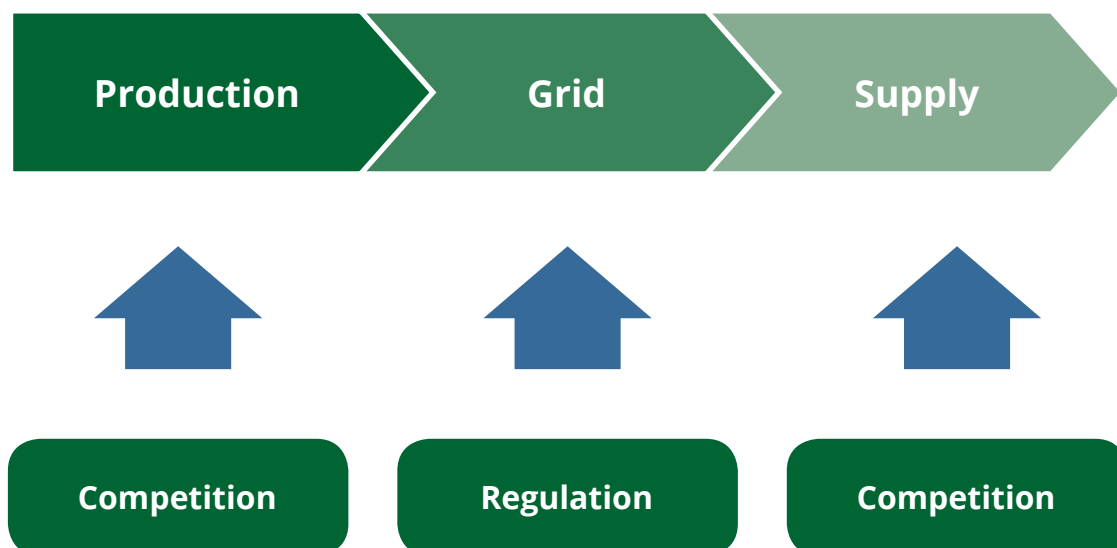 Production
Grid
Supply
Competition
Regulation
Competition